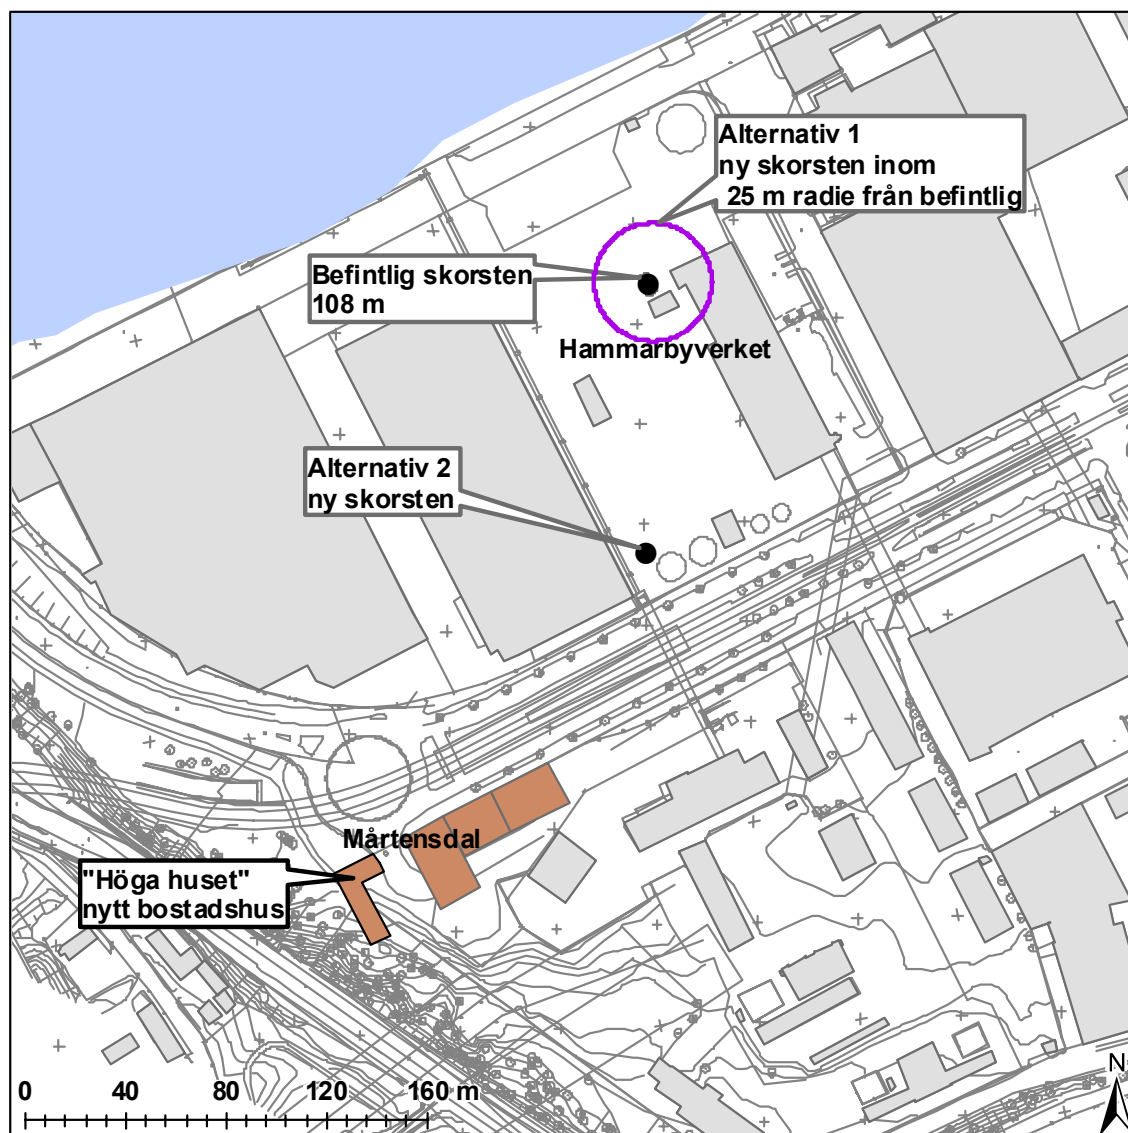 Alternativ 1
ny skorsten inom
25 m radie från befintlig
Befintlig skorsten
108 m
Hammarbyverket
Alternativ 2
ny skorsten
Mårtensdal
"Höga huset"
nytt bostadshus
0 40 80 120 160 m
N